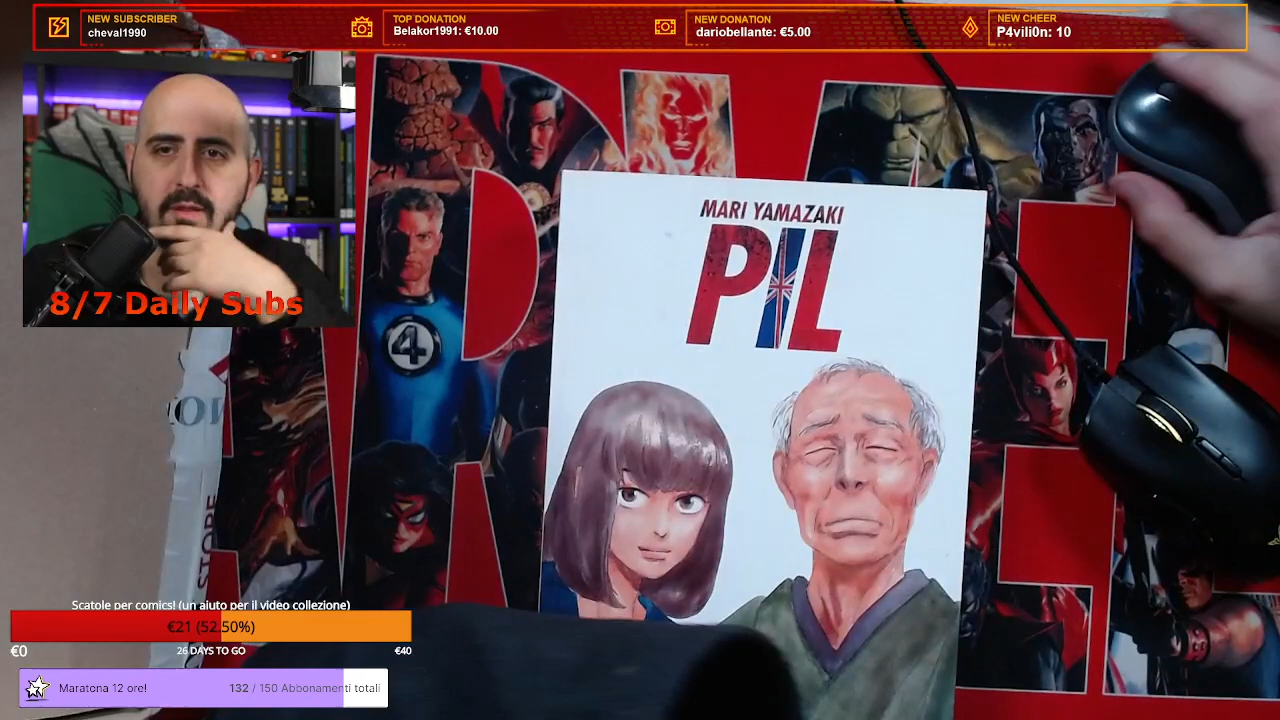 NEW SUBSCRIBER
cheval1990
TOP DONATION
Belakor1991: €10.00
NEW DONATION
dariobellante: €5.00
NEW CHEER
P4vili0n: 10
8/7 Daily Subs
MARI YAMAZAKI
PIL
4
STORE
Scatole per comics! (un aiuto per il video collezione)
€21 (52.50%)
€0
26 DAYS TO GO
€40
Maratona 12 ore!
132 / 150 Abbonamenti totali